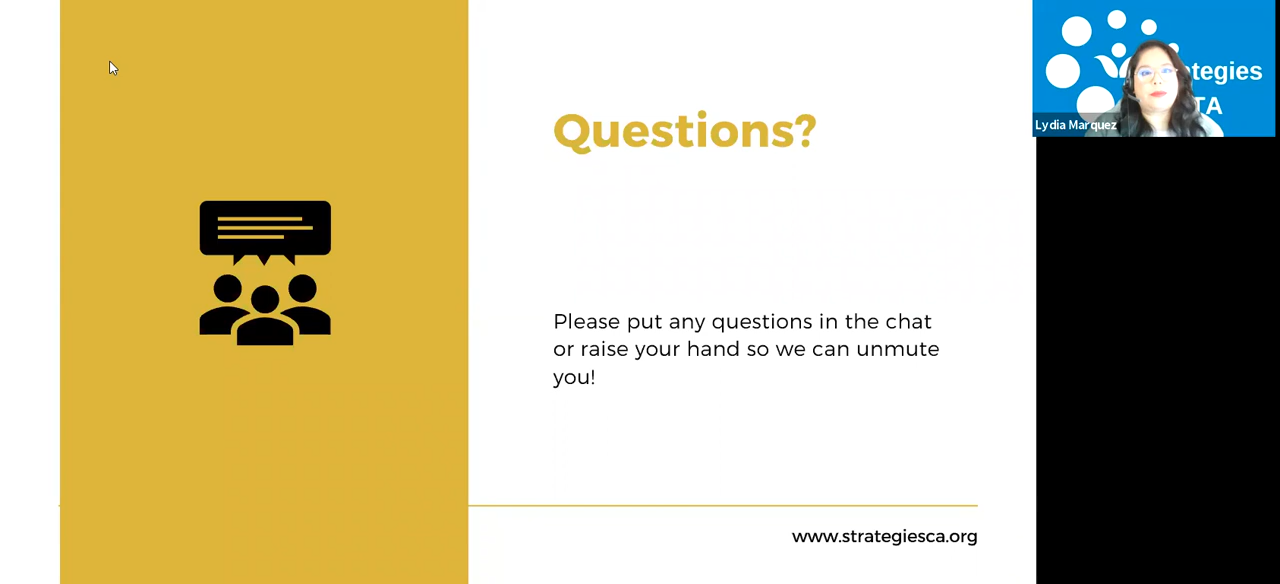 Questions?
Please put any questions in the chat
or raise your hand so we can unmute
you!
www.strategiesca.org
tegies
TA
Lydia Marquez